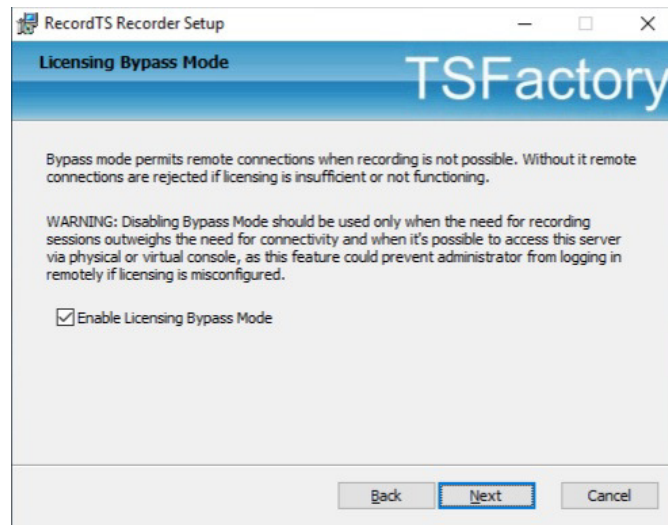 RecordTS Recorder Setup
Licensing Bypass Mode
TSFactory
Bypass mode permits remote connections when recording is not possible. Without it remote
connections are rejected if licensing is insufficient or not functioning.
WARNING: Disabling Bypass Mode should be used only when the need for recording
sessions outweighs the need for connectivity and when it's possible to access this server
via physical or virtual console, as this feature could prevent administrator from logging in
remotely if licensing is misconfigured.
Enable Licensing Bypass Mode
Back
Next
Cancel